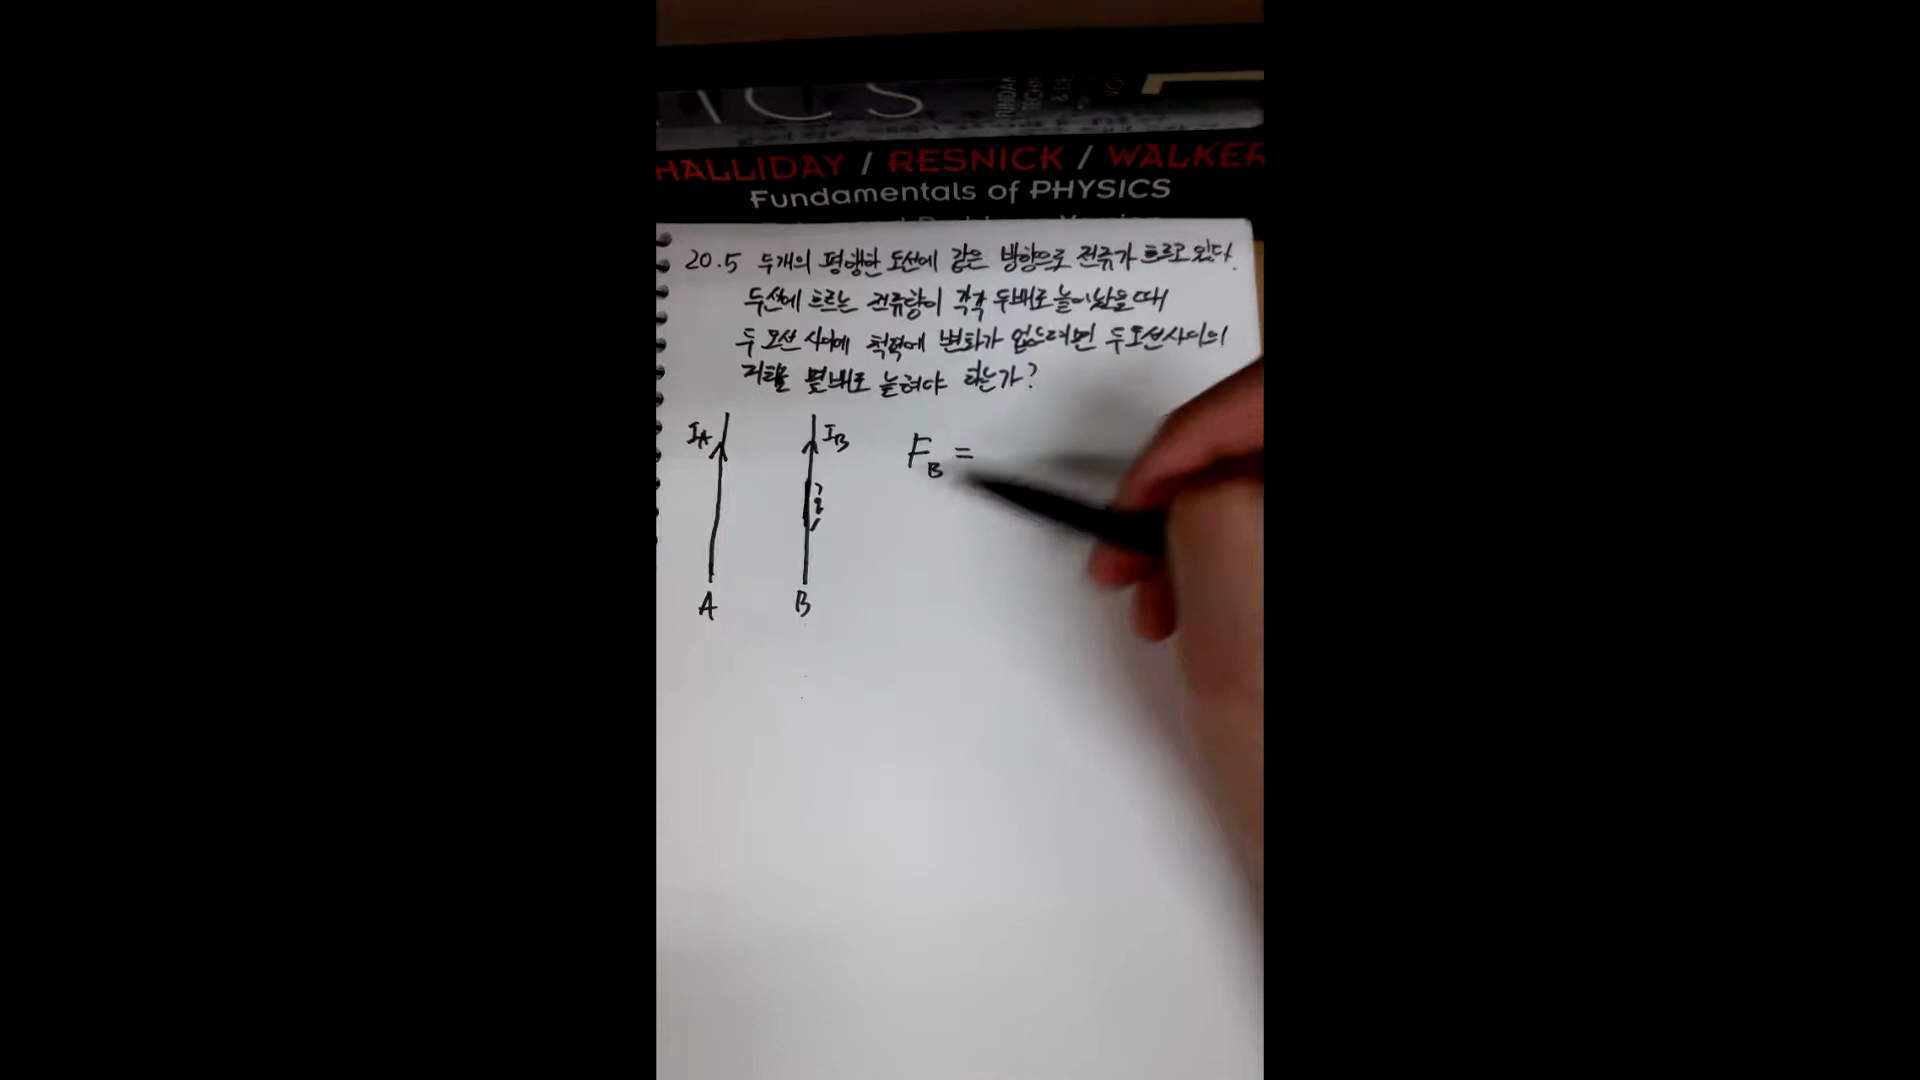 ICS
HALLIDAY / RESNICK / WALKER
Fundamentals of PHYSICS
20.5 두개의 평행한 도선에 같은 방향으로 전류가 흐르고 있다.
두선에 흐르는 전류량이 각각 두배로 늘어났을때
두 도선 사이에 척력에 변화가 없으려면 두도선사이의
거리를 몇배로 늘려야 하는가?
IA IB
FB =
ℓ
A B